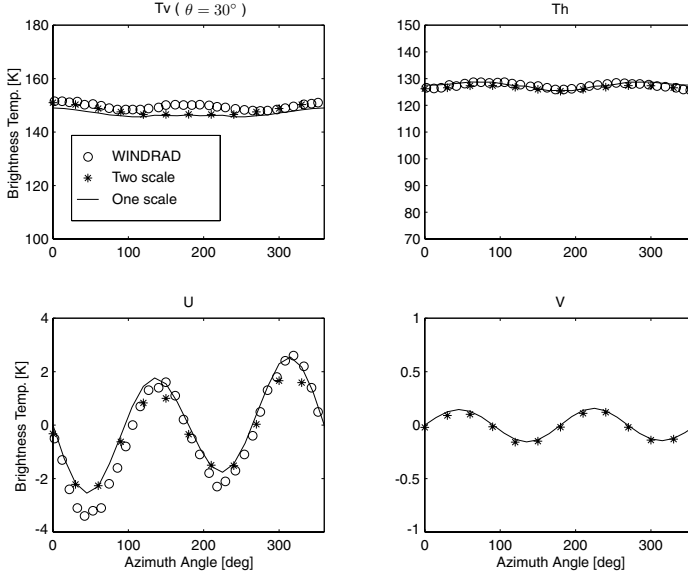 Tv ( θ = 30° )
Th
180
160
140
120
100
Brightness Temp. [K]
WINDRAD
Two scale
One scale
0 100 200 300
150
140
130
120
110
100
90
80
70
0 100 200 300
U
V
4
2
0
-2
-4
Brightness Temp. [K]
0 100 200 300
Azimuth Angle [deg]
1
0.5
0
-0.5
-1
0 100 200 300
Azimuth Angle [deg]